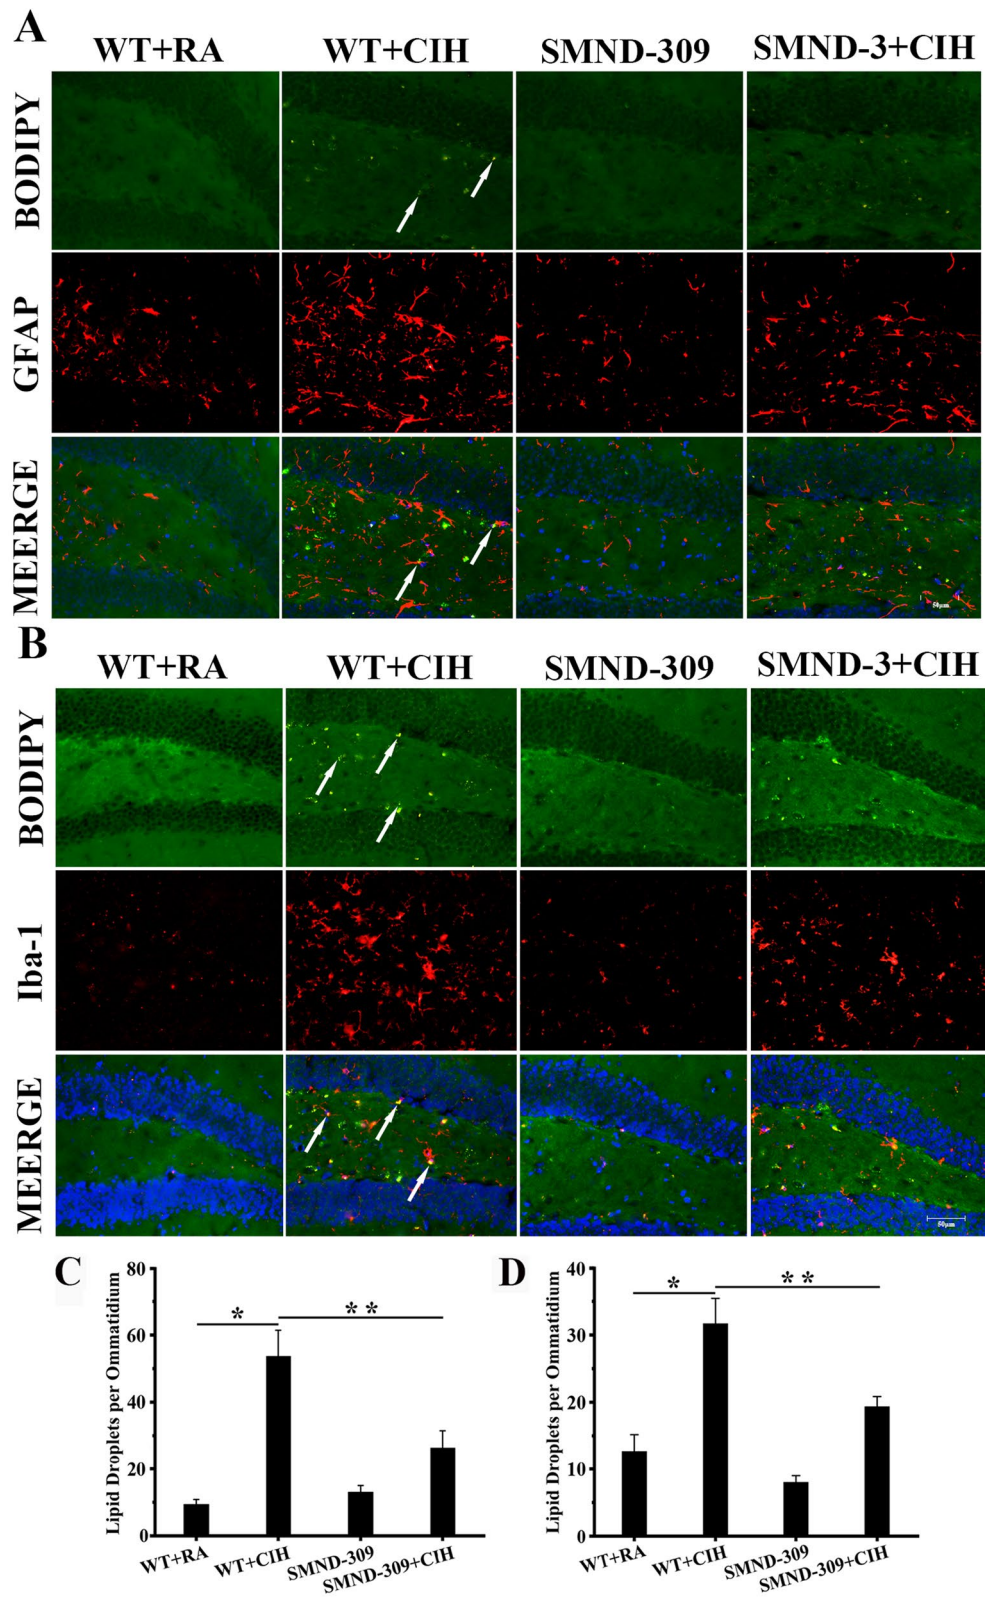 A
WT+RA WT+CIH SMND-309 SMND-3+CIH
BODIPY
GFAP
MEERGE
50μm
B
WT+RA WT+CIH SMND-309 SMND-3+CIH
BODIPY
Iba-1
MEERGE
50μm
C
Lipid Droplets per Ommatidium
80
60
40
20
0
* * *
WT+RA WT+CIH SMND-309 SMND-309+CIH
D
Lipid Droplets per Ommatidium
40
30
20
10
0
* * *
WT+RA WT+CIH SMND-309 SMND-309+CIH